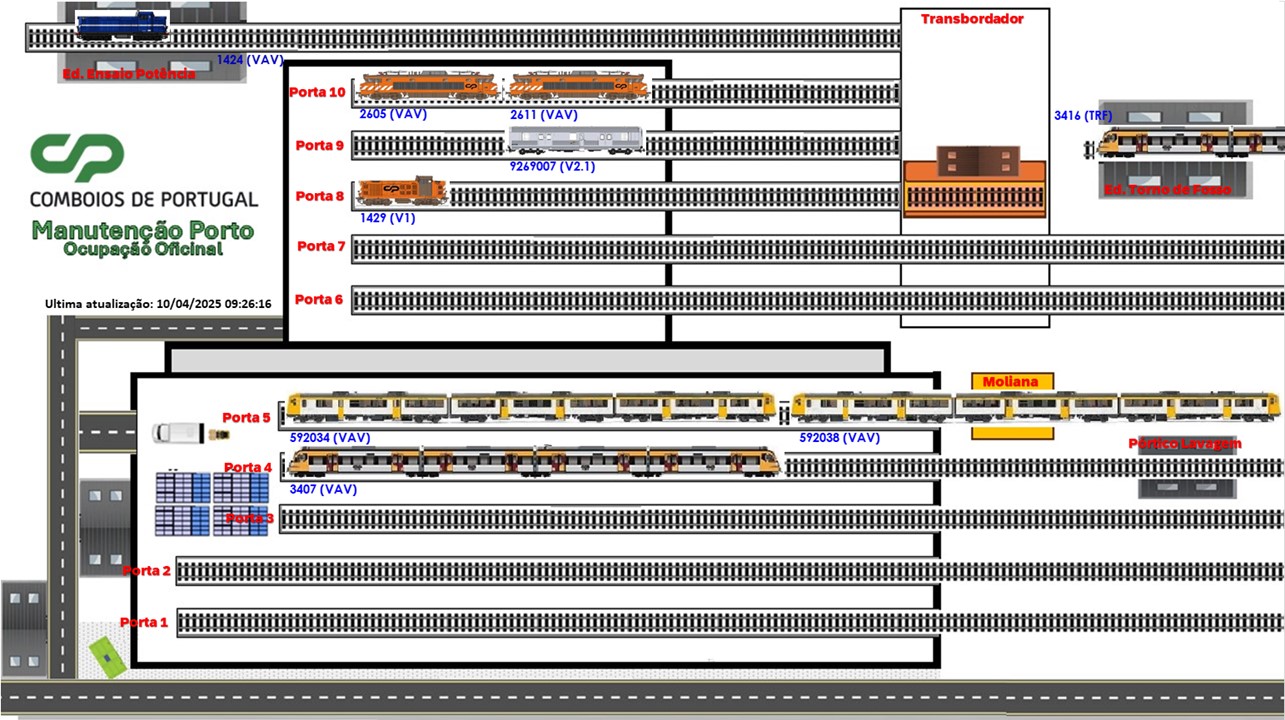 Transbordador
1424 (VAV)
Ed. Ensaio Potência
Porta 10
2605 (VAV)
2611 (VAV)
3416 (TRF)
Ed. Torno de Fosso
Porta 9
9269007 (V2.1)
Porta 8
1429 (V1)
CP
COMBOIOS DE PORTUGAL
Manutenção Porto
Ocupação Oficinal
Porta 7
Porta 6
Ultima atualização: 10/04/2025 09:26:16
Moliana
Porta 5
592034 (VAV)
592038 (VAV)
Pórtico Lavagem
Porta 4
3407 (VAV)
Porta 3
Porta 2
Porta 1